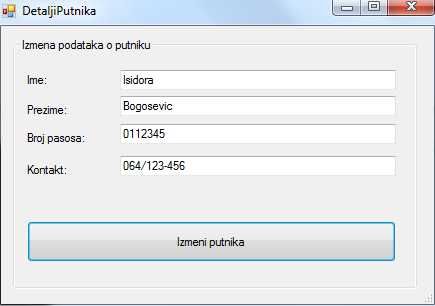 DetaljiPutnika
Izmena podataka o putniku
Ime: Isidora
Prezime: Bogosevic
Broj pasosa: 0112345
Kontakt: 064/123-456
Izmeni putnika